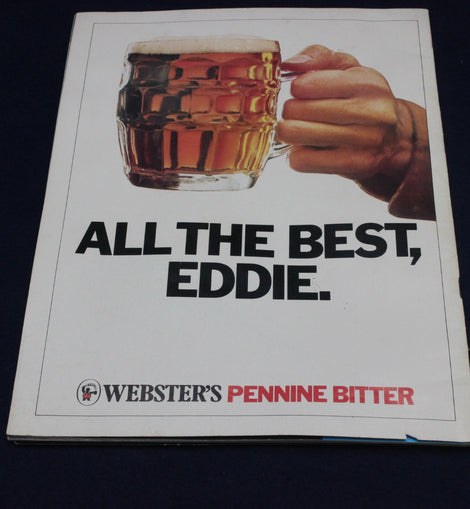 ALL THE BEST,
EDDIE.
WEBSTER'S PENNINE BITTER